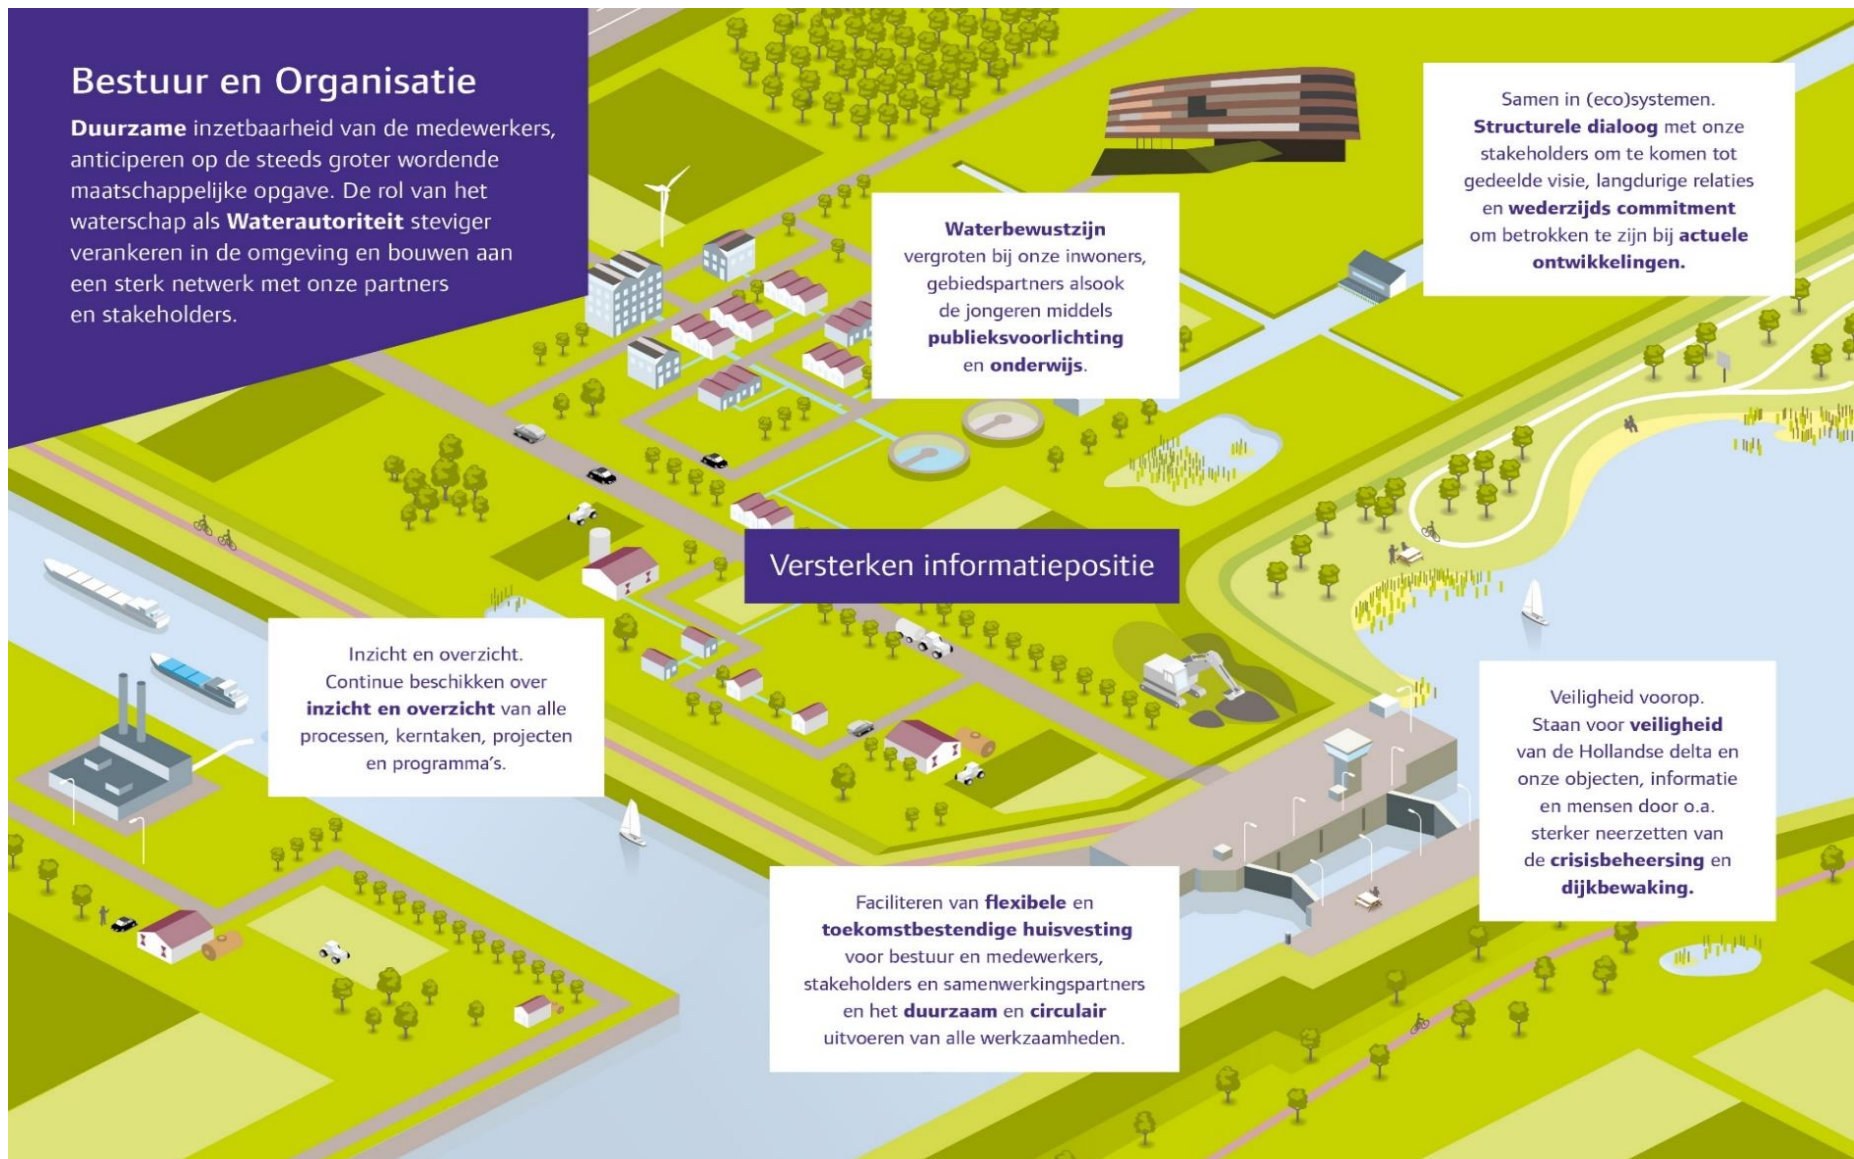 Bestuur en Organisatie
Duurzame inzetbaarheid van de medewerkers,
anticiperen op de steeds groter wordende
maatschappelijke opgave. De rol van het
waterschap als Waterautoriteit steviger
verankeren in de omgeving en bouwen aan
een sterk netwerk met onze partners
en stakeholders.
Samen in (eco)systemen.
Structurele dialoog met onze
stakeholders om te komen tot
gedeelde visie, langdurige relaties
en wederzijds commitment
om betrokken te zijn bij actuele
ontwikkelingen.
Waterbewustzijn
vergroten bij onze inwoners,
gebiedspartners alsook
de jongeren middels
publieksvoorlichting
en onderwijs.
Versterken informatiepositie
Inzicht en overzicht.
Continue beschikken over
inzicht en overzicht van alle
processen, kerntaken, projecten
en programma's.
Veiligheid voorop.
Staan voor veiligheid
van de Hollandse delta en
onze objecten, informatie
en mensen door o.a.
sterker neerzetten van
de crisisbeheersing en
dijkbewaking.
Faciliteren van flexibele en
toekomstbestendige huisvesting
voor bestuur en medewerkers,
stakeholders en samenwerkingspartners
en het duurzaam en circulair
uitvoeren van alle werkzaamheden.